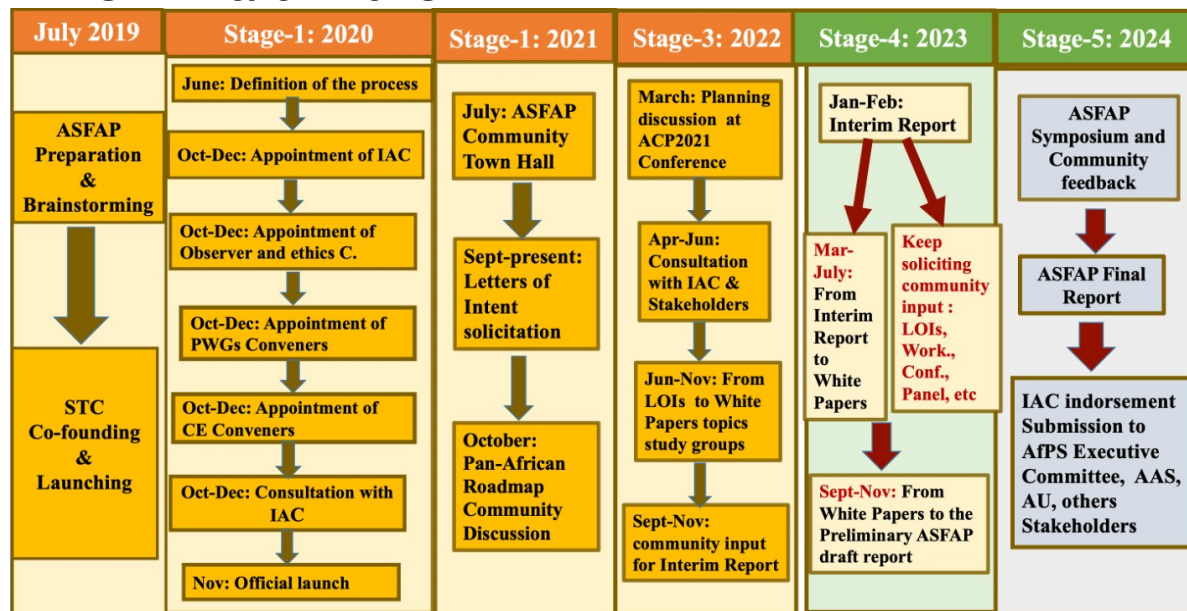 July 2019
ASFAP
Preparation
&
Brainstorming
STC
Co-founding
&
Launching
Stage-1: 2020
June: Definition of the process
Oct-Dec: Appointment of IAC
Oct-Dec: Appointment of
Observer and ethics C.
Oct-Dec: Appointment of
PWGs Conveners
Oct-Dec: Appointment of
CE Conveners
Oct-Dec: Consultation with
IAC
Nov: Official launch
Stage-1: 2021
July: ASFAP
Community
Town Hall
Sept-present:
Letters of
Intent
solicitation
October:
Pan-African
Roadmap
Community
Discussion
Stage-3: 2022
March: Planning
discussion at
ACP2021
Conference
Apr-Jun:
Consultation
with IAC &
Stakeholders
Jun-Nov: From
LOIs to White
Papers topics
study groups
Sept-Nov:
community input
for Interim Report
Stage-4: 2023
Jan-Feb:
Interim Report
Mar-
July:
From
Interim
Report
to
White
Papers
Keep
soliciting
community
input :
LOIs,
Work.,
Conf.,
Panel, etc
Sept-Nov: From
White Papers to the
Preliminary ASFAP
draft report
Stage-5: 2024
ASFAP
Symposium and
Community
feedback
ASFAP Final
Report
IAC indorsement
Submission to
AfPS Executive
Committee, AAS,
AU, others
Stakeholders